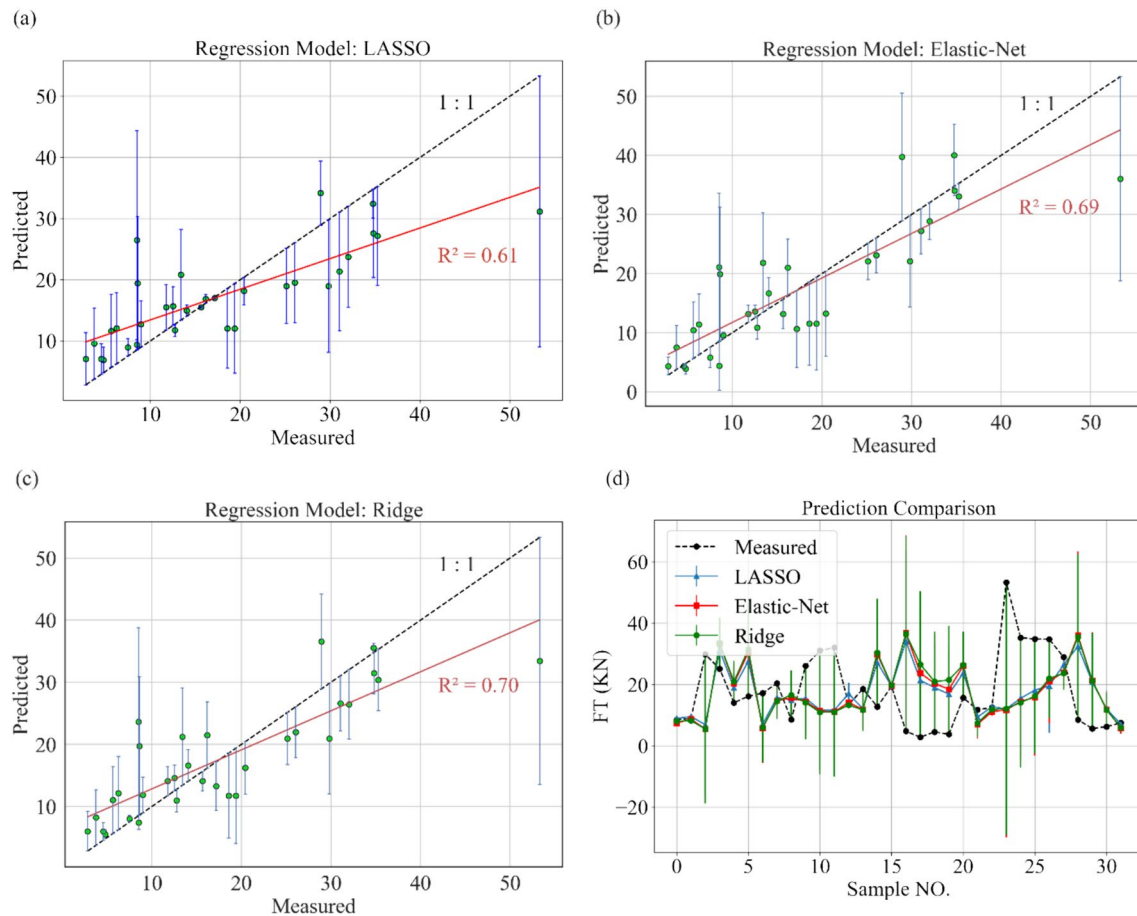 (a)
Regression Model: LASSO
50
40
30
20
10
Predicted
1 : 1
R² = 0.61
10
20
30
40
50
Measured
(b)
Regression Model: Elastic-Net
50
40
30
20
10
0
Predicted
1 : 1
R² = 0.69
10
20
30
40
50
Measured
(c)
Regression Model: Ridge
50
40
30
20
10
Predicted
1 : 1
R² = 0.70
10
20
30
40
50
Measured
(d)
Prediction Comparison
60
40
20
0
−20
FT (KN)
Measured
LASSO
Elastic-Net
Ridge
0
5
10
15
20
25
30
Sample NO.